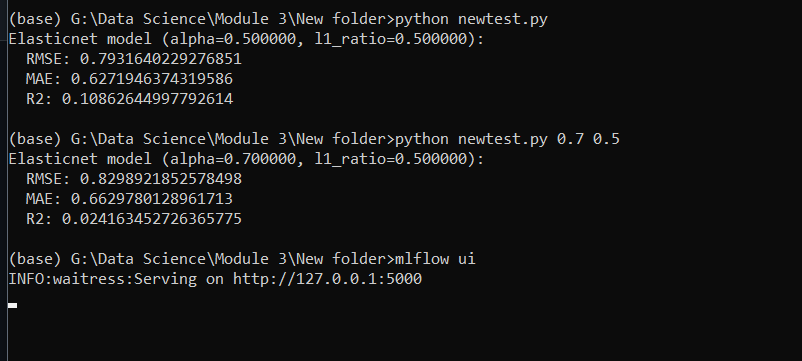 (base) G:\Data Science\Module 3\New folder>python newtest.py
Elasticnet model (alpha=0.500000, l1_ratio=0.500000):
  RMSE: 0.7931640229276851
  MAE: 0.6271946374319586
  R2: 0.10862644997792614
(base) G:\Data Science\Module 3\New folder>python newtest.py 0.7 0.5
Elasticnet model (alpha=0.700000, l1_ratio=0.500000):
  RMSE: 0.8298921852578498
  MAE: 0.6629780128961713
  R2: 0.024163452726365775
(base) G:\Data Science\Module 3\New folder>mlflow ui
INFO:waitress:Serving on http://127.0.0.1:5000